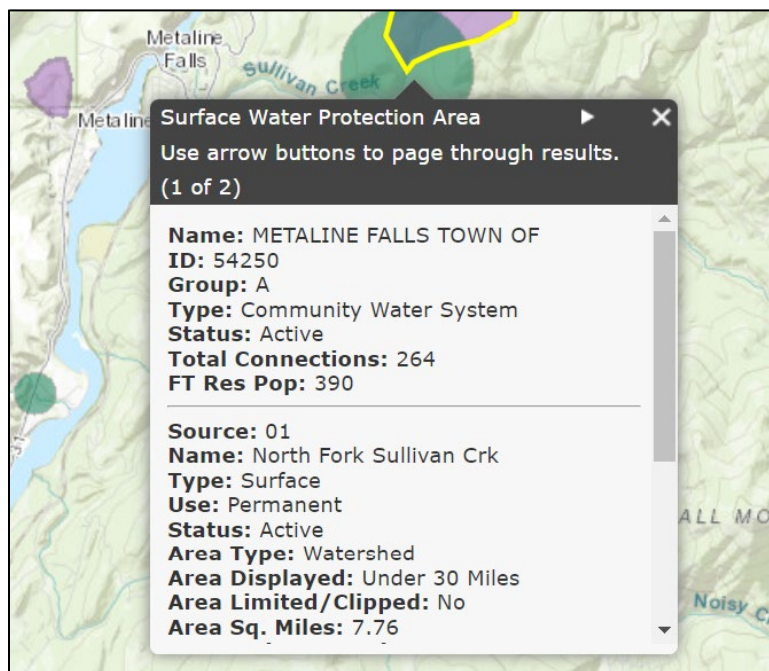 Metaline
Falls
Sullivan Creek
Metaline
Surface Water Protection Area
Use arrow buttons to page through results.
(1 of 2)
Name: METALINE FALLS TOWN OF
ID: 54250
Group: A
Type: Community Water System
Status: Active
Total Connections: 264
FT Res Pop: 390
Source: 01
Name: North Fork Sullivan Crk
Type: Surface
Use: Permanent
Status: Active
Area Type: Watershed
Area Displayed: Under 30 Miles
Area Limited/Clipped: No
Area Sq. Miles: 7.76
31
ALL MO
Noisy C